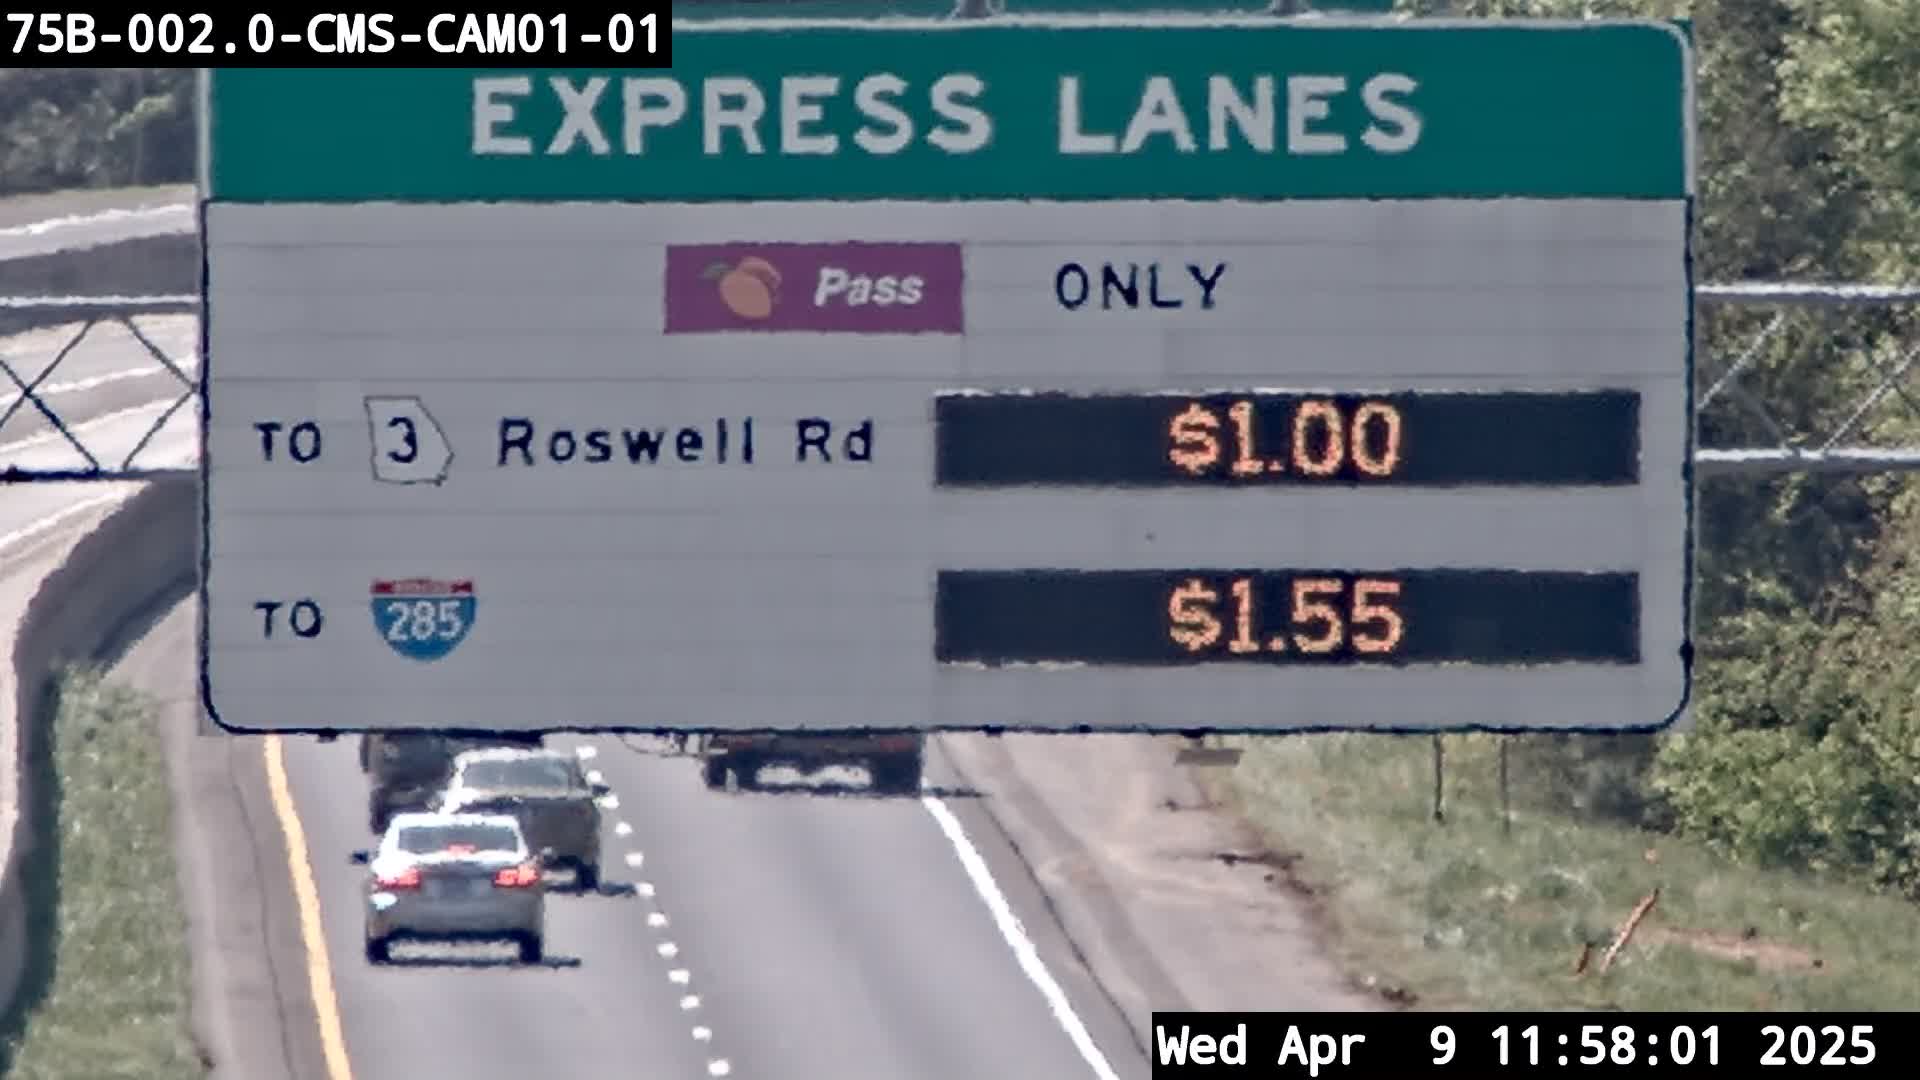 75B-002.0-CMS-CAM01-01
EXPRESS LANES
Pass ONLY
TO 3 Roswell Rd $1.00
TO 285 $1.55
Wed Apr 9 11:58:01 2025